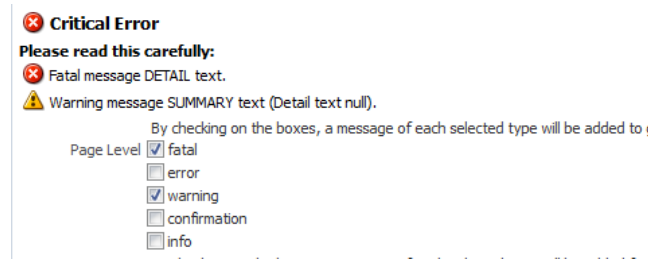 Critical Error
Please read this carefully:
Fatal message DETAIL text.
Warning message SUMMARY text (Detail text null).
By checking on the boxes, a message of each selected type will be added to
Page Level fatal
error
warning
confirmation
info